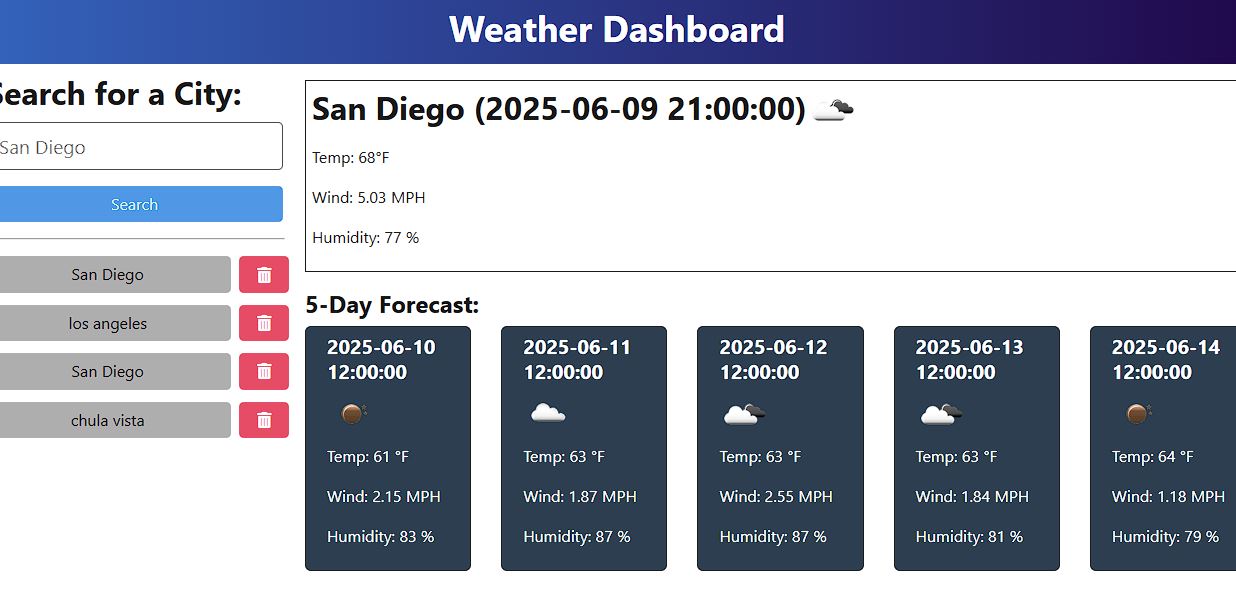 Weather Dashboard
Search for a City:
San Diego
Search
San Diego
los angeles
San Diego
chula vista
San Diego (2025-06-09 21:00:00)
Temp: 68°F
Wind: 5.03 MPH
Humidity: 77 %
5-Day Forecast:
2025-06-10
12:00:00
Temp: 61 °F
Wind: 2.15 MPH
Humidity: 83 %
2025-06-11
12:00:00
Temp: 63 °F
Wind: 1.87 MPH
Humidity: 87 %
2025-06-12
12:00:00
Temp: 63 °F
Wind: 2.55 MPH
Humidity: 87 %
2025-06-13
12:00:00
Temp: 63 °F
Wind: 1.84 MPH
Humidity: 81 %
2025-06-14
12:00:00
Temp: 64 °F
Wind: 1.18 MPH
Humidity: 79 %